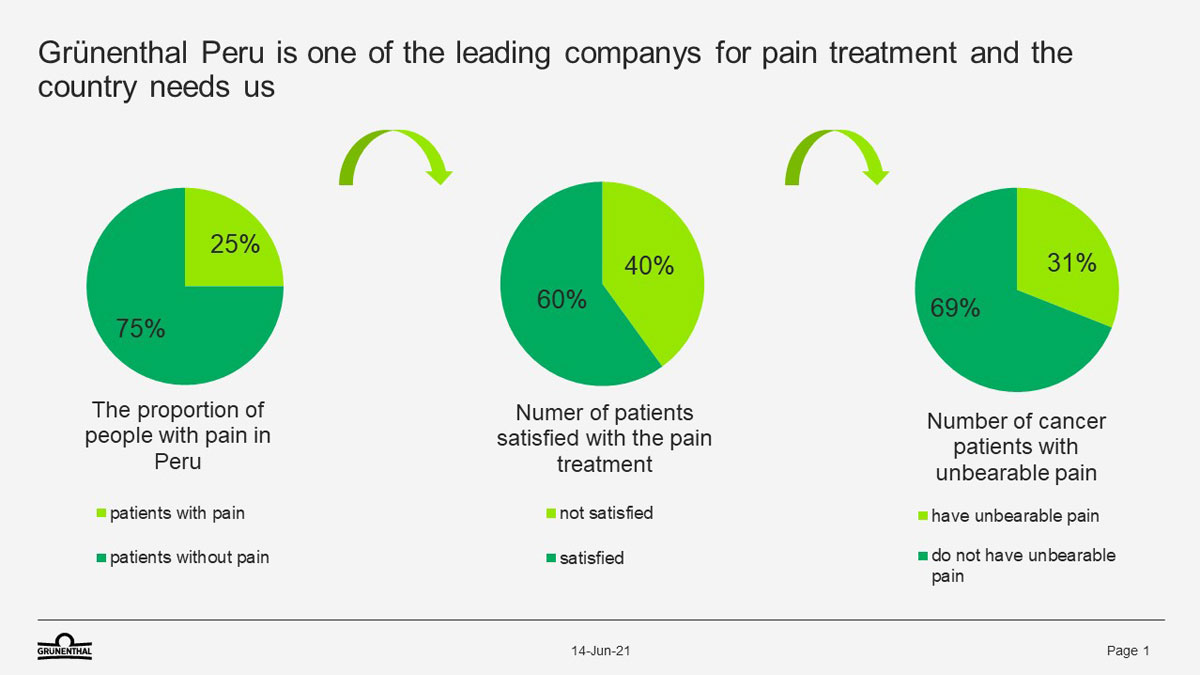 Grünenthal Peru is one of the leading companys for pain treatment and the
country needs us
25%
75%
The proportion of
people with pain in
Peru
patients with pain
patients without pain
40%
60%
Numer of patients
satisfied with the pain
treatment
not satisfied
satisfied
31%
69%
Number of cancer
patients with
unbearable pain
have unbearable pain
do not have unbearable
pain
GRÜNENTHAL
14-Jun-21
Page 1